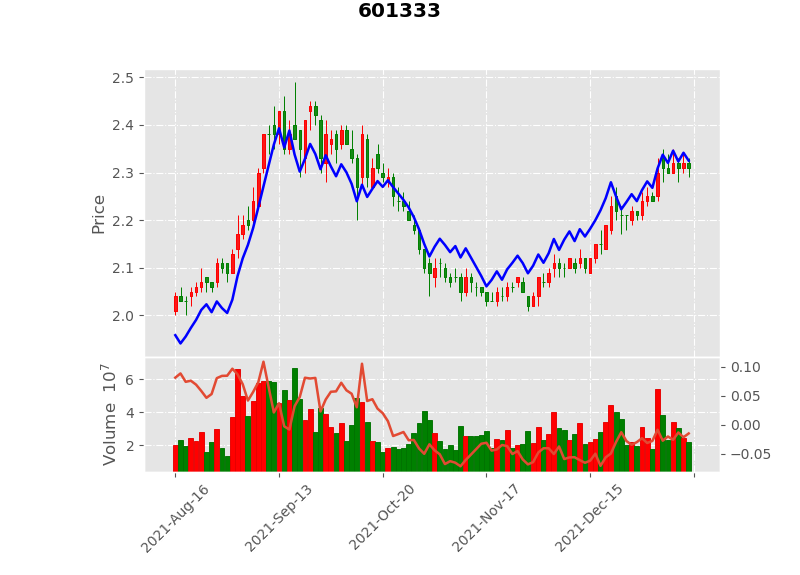 601333
2.5
2.4
2.3
2.2
2.1
2.0
Price
6
4
2
Volume 10^7
0.10
0.05
0.00
−0.05
2021-Aug-16
2021-Sep-13
2021-Oct-20
2021-Nov-17
2021-Dec-15